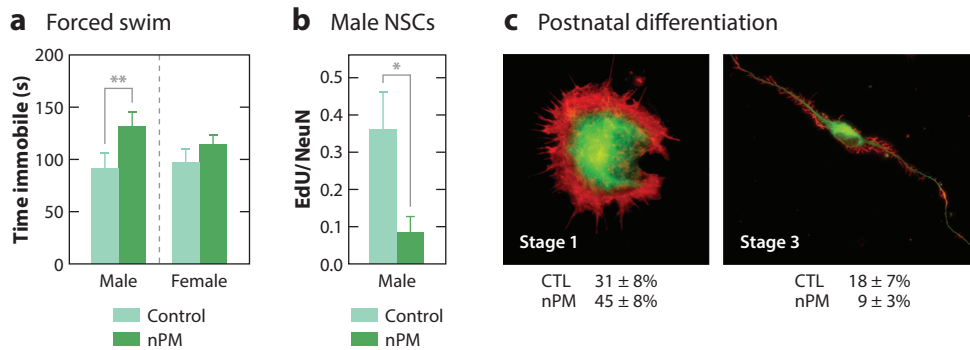 a Forced swim
Time immobile (s)
200
150
100
50
0
**
Male Female
Control
nPM
b Male NSCs
EdU/NeuN
0.5
0.4
0.3
0.2
0.1
0.0
*
Male
Control
nPM
c Postnatal differentiation
Stage 1
CTL 31 ± 8%
nPM 45 ± 8%
Stage 3
CTL 18 ± 7%
nPM 9 ± 3%